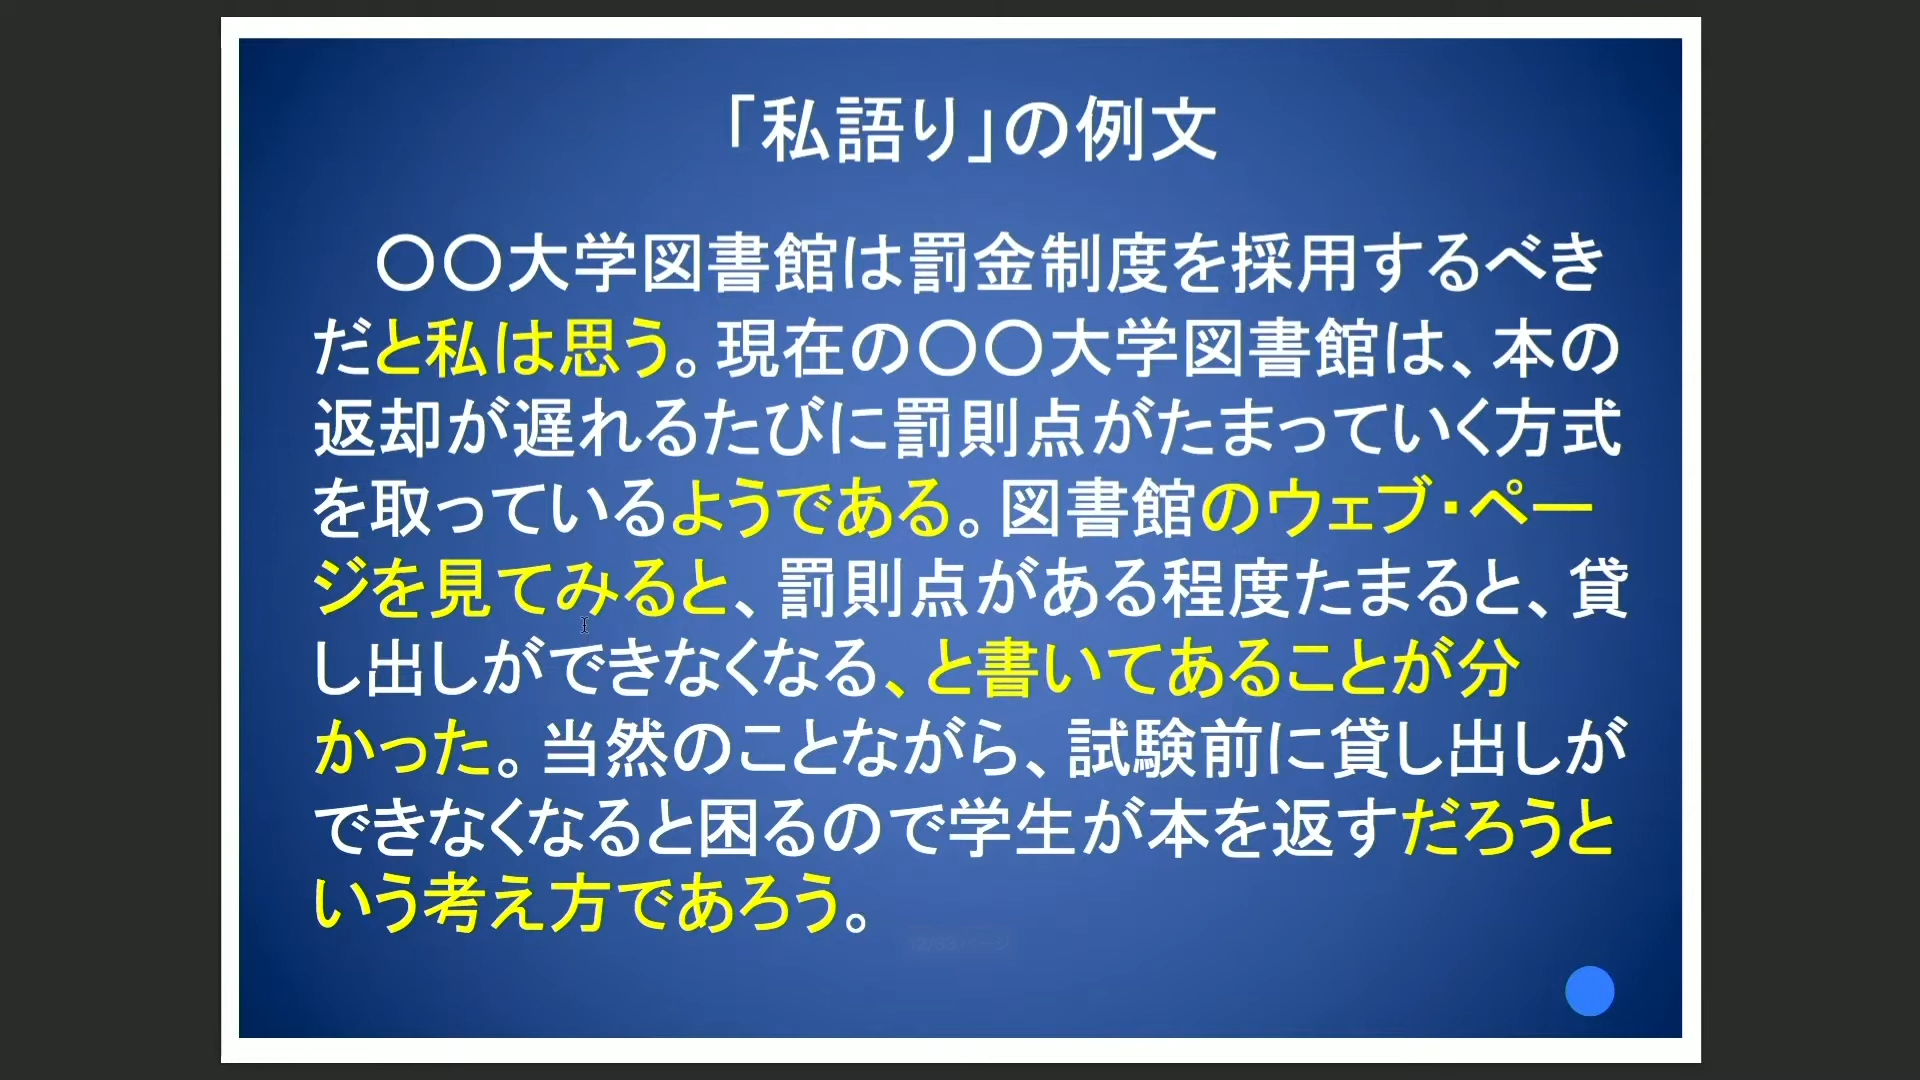 「私語り」の例文
〇〇大学図書館は罰金制度を採用するべき
だと私は思う。現在の〇〇大学図書館は、本の
返却が遅れるたびに罰則点がたまっていく方式
を取っているようである。図書館のウェブ・ペー
ジを見てみると、罰則点がある程度たまると、貸
し出しができなくなる、と書いてあることが分
かった。当然のことながら、試験前に貸し出しが
できなくなると困るので学生が本を返すだろうと
いう考え方であろう。